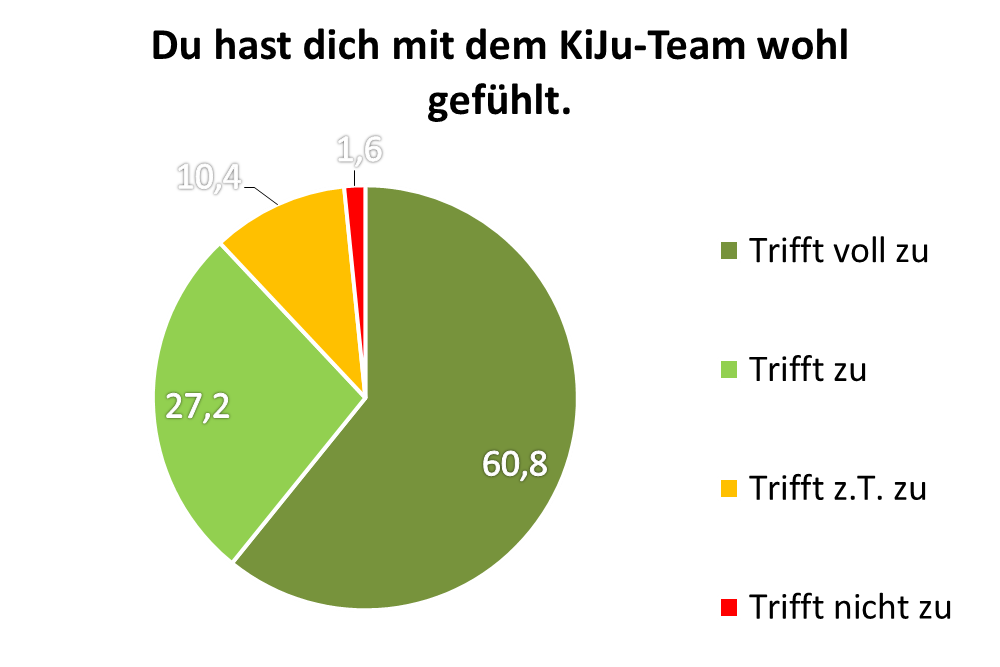 Du hast dich mit dem KiJu-Team wohl
gefühlt.
1,6
10,4
27,2
60,8
Trifft voll zu
Trifft zu
Trifft z.T. zu
Trifft nicht zu